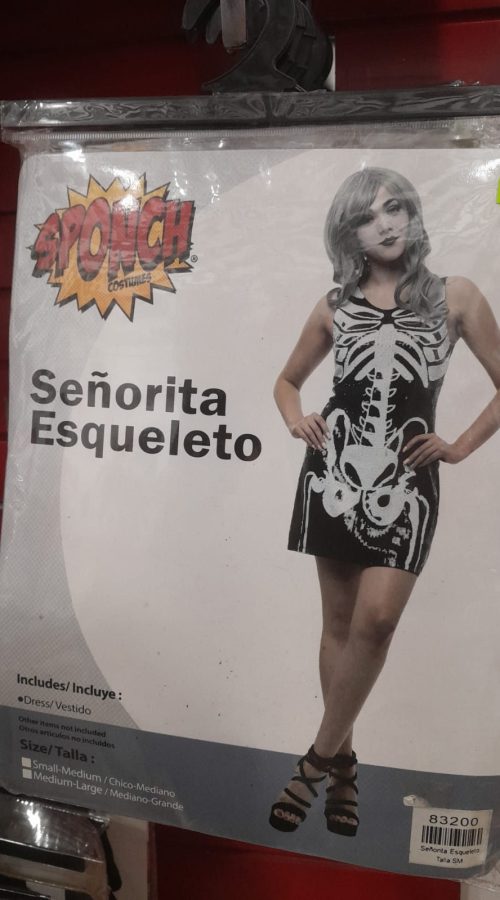 SPONCH
COSTUMES
®
Señorita
Esqueleto
Includes/ Incluye :
•Dress/ Vestido
Other items not included
Otros artículos no incluidos
Size/ Talla :
Small-Medium / Chico-Mediano
Medium-Large / Mediano-Grande
83200
Señorita Esqueleto
Talla SM